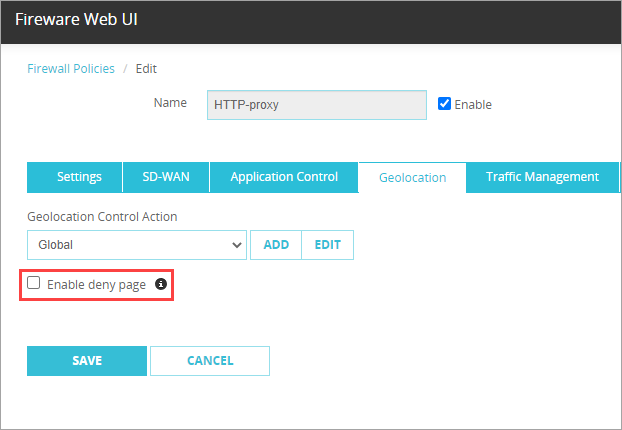 Fireware Web UI
Firewall Policies / Edit
Name HTTP-proxy Enable
Settings SD-WAN Application Control Geolocation Traffic Management
Geolocation Control Action
Global ADD EDIT
Enable deny page
SAVE CANCEL